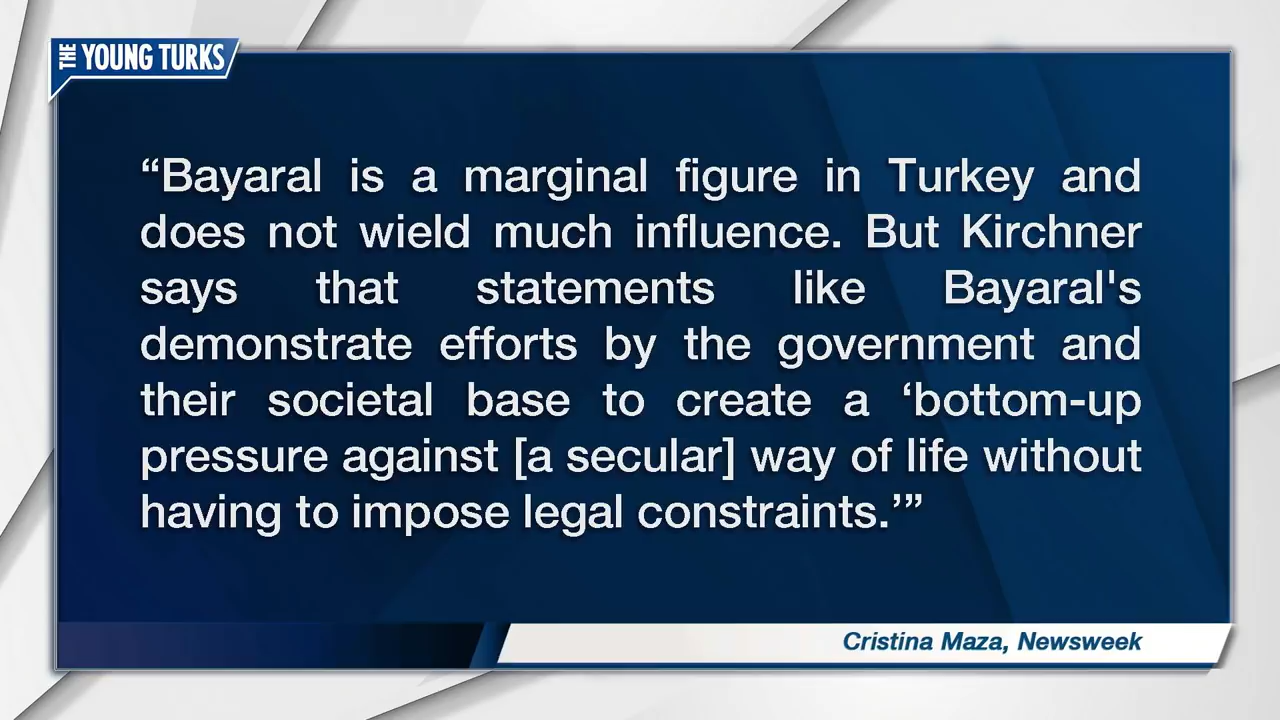 THE YOUNG TURKS
“Bayaral is a marginal figure in Turkey and
does not wield much influence. But Kirchner
says that statements like Bayaral's
demonstrate efforts by the government and
their societal base to create a ‘bottom-up
pressure against [a secular] way of life without
having to impose legal constraints.’”
Cristina Maza, Newsweek